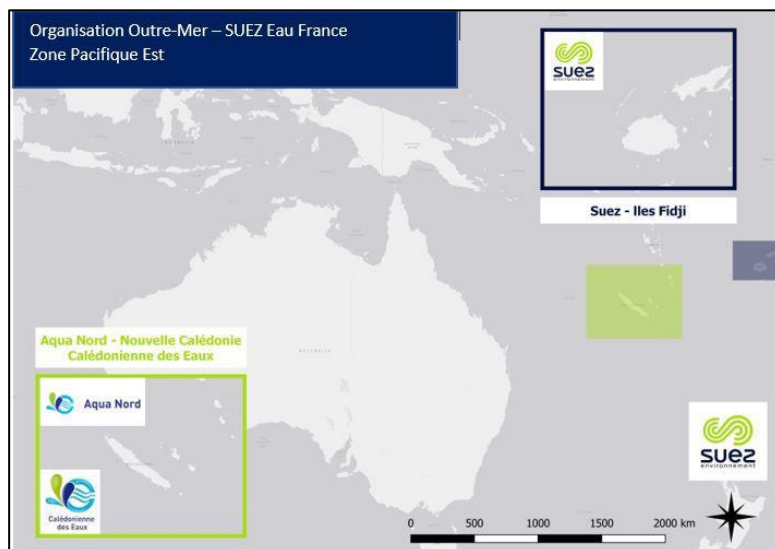 Organisation Outre-Mer – SUEZ Eau France
Zone Pacifique Est
suez
environnement
Suez - Iles Fidji
Aqua Nord - Nouvelle Calédonie
Calédonienne des Eaux
Aqua Nord
Calédonienne
des Eaux
suez
environnement
0 500 1000 1500 2000 km